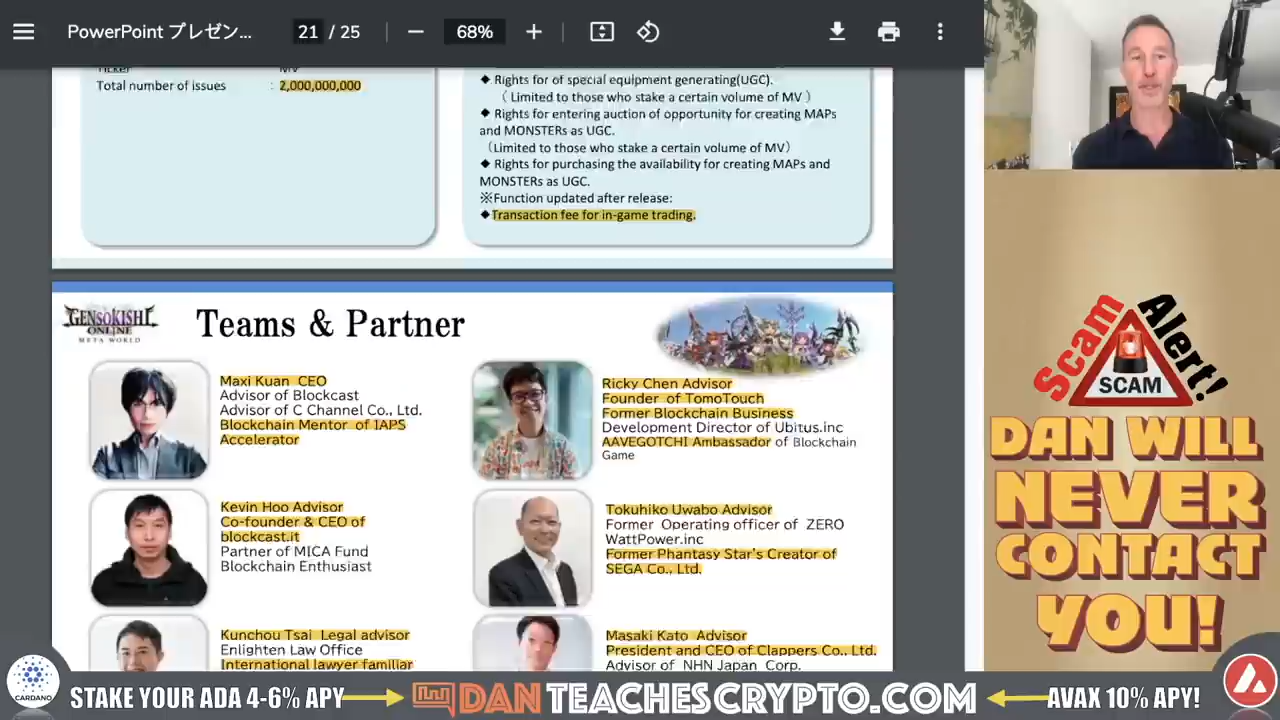 PowerPoint プレゼン...
21 / 25
68%
Ticker
MV
Total number of issues : 2,000,000,000
◆ Rights for of special equipment generating(UGC).
( Limited to those who stake a certain volume of MV )
◆ Rights for entering auction of opportunity for creating MAPs
and MONSTERs as UGC.
(Limited to those who stake a certain volume of MV)
◆ Rights for purchasing the availability for creating MAPs and
MONSTERs as UGC.
※Function updated after release:
◆Transaction fee for in-game trading.
GENSOKISHI
ONLINE
META WORLD
Teams & Partner
Maxi Kuan CEO
Advisor of Blockcast
Advisor of C Channel Co., Ltd.
Blockchain Mentor of IAPS
Accelerator
Ricky Chen Advisor
Founder of TomoTouch
Former Blockchain Business
Development Director of Ubitus.inc
AAVEGOTCHI Ambassador of Blockchain
Game
Kevin Hoo Advisor
Co-founder & CEO of
blockcast.it
Partner of MICA Fund
Blockchain Enthusiast
Tokuhiko Uwabo Advisor
Former Operating officer of ZERO
WattPower.inc
Former Phantasy Star's Creator of
SEGA Co., Ltd.
Kunchou Tsai Legal advisor
Enlighten Law Office
International lawyer familiar
Masaki Kato Advisor
President and CEO of Clappers Co., Ltd.
Advisor of NHN Japan Corp.
Scam Alert!
SCAM
DAN WILL
NEVER
CONTACT
YOU!
CARDANO
STAKE YOUR ADA 4-6% APY
DANTEACHESCRYPTO.COM
AVAX 10% APY!